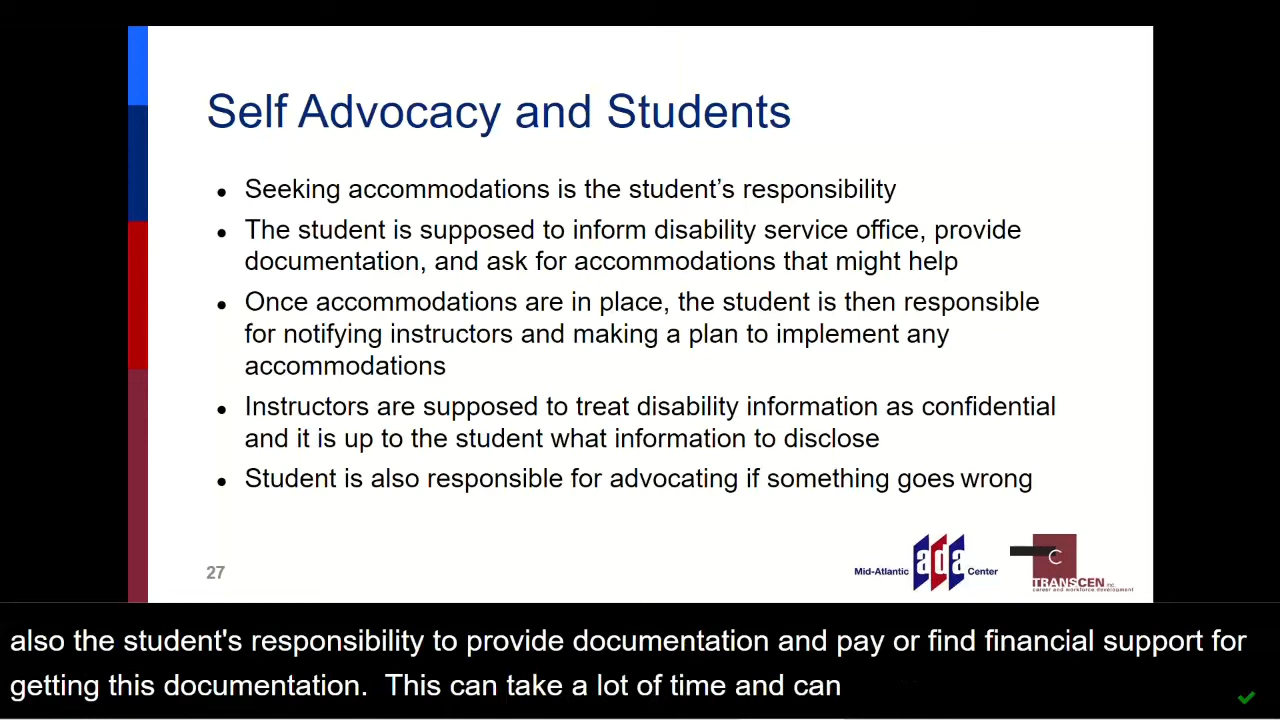 Self Advocacy and Students
● Seeking accommodations is the student’s responsibility
● The student is supposed to inform disability service office, provide
documentation, and ask for accommodations that might help
● Once accommodations are in place, the student is then responsible
for notifying instructors and making a plan to implement any
accommodations
● Instructors are supposed to treat disability information as confidential
and it is up to the student what information to disclose
● Student is also responsible for advocating if something goes wrong
27
Mid-Atlantic ada Center
C
TRANSCEN inc.
career and workforce development
also the student's responsibility to provide documentation and pay or find financial support for
getting this documentation.  This can take a lot of time and can